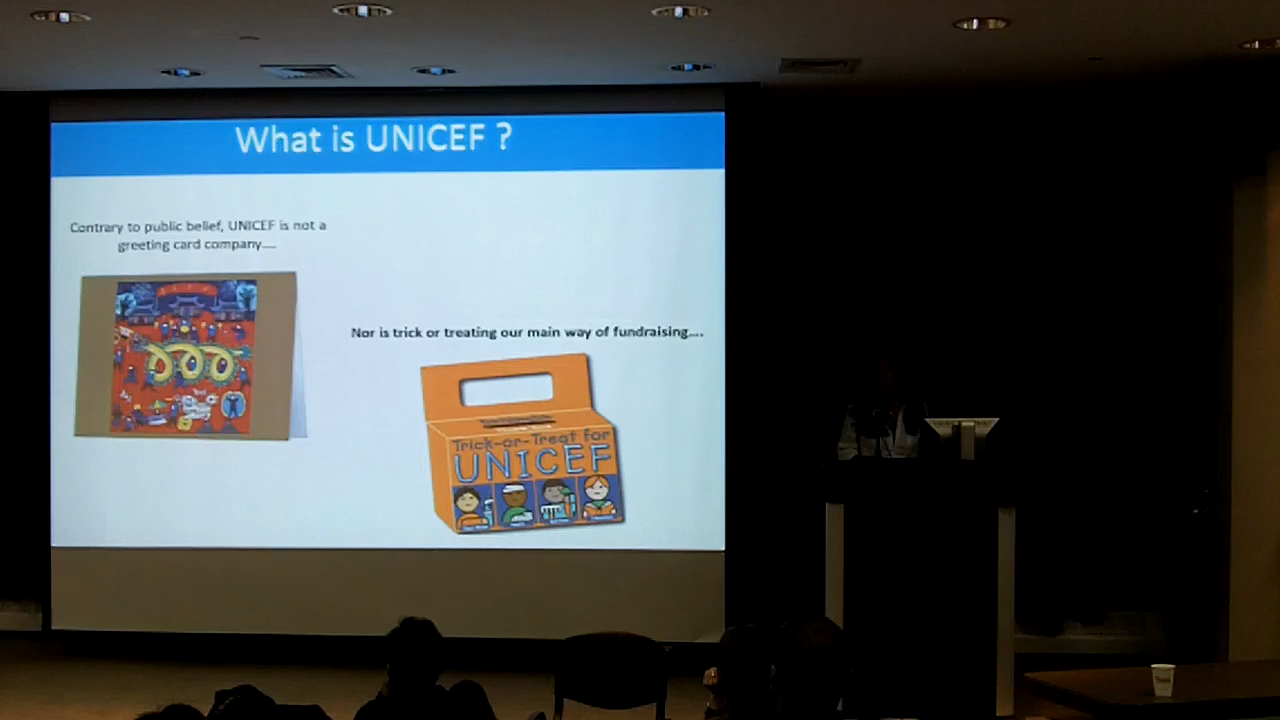 What is UNICEF ?
Contrary to public belief, UNICEF is not a
greeting card company....
Nor is trick or treating our main way of fundraising....
Trick-or-Treat for
UNICEF